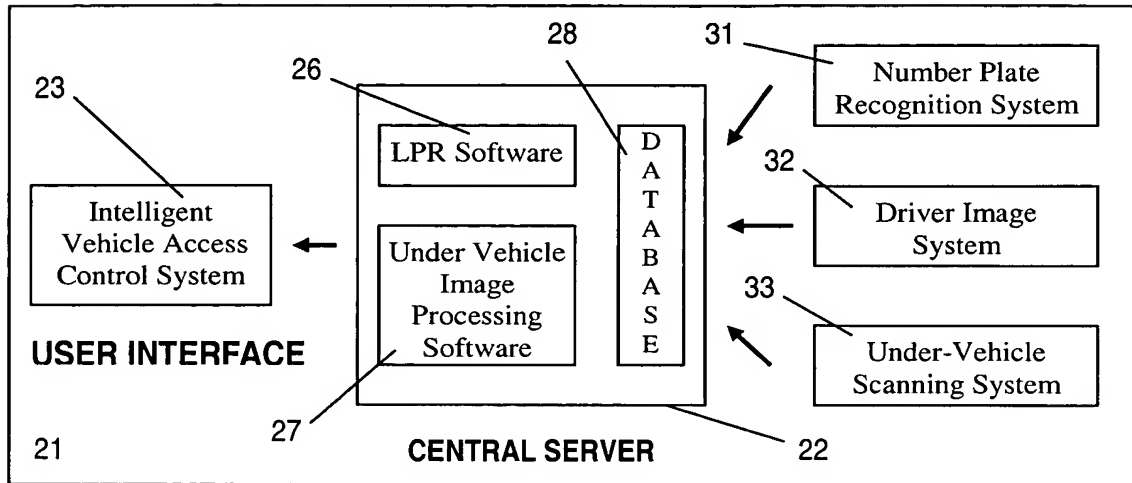 31
Number Plate
Recognition System
28
26
23
LPR Software
DATABASE
32
Driver Image
System
Intelligent
Vehicle Access
Control System
Under Vehicle
Image
Processing
Software
33
Under-Vehicle
Scanning System
USER INTERFACE
27
22
21
CENTRAL SERVER